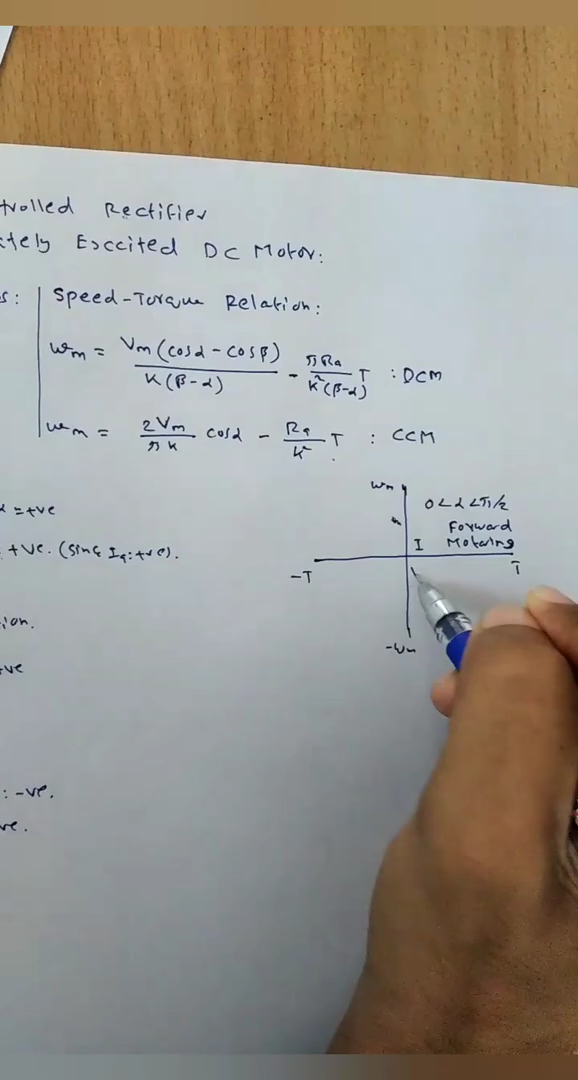 trolled Rectifier
ately Exccited DC Motor:
s:
Speed-Torque Relation:
ωm = Vm(cosα - cosβ) / K(β-α) - πRa / K²(β-α) T : DCM
ωm = 2Vm / πK cosα - Ra / K² T : CCM
α = +ve
+ve. (since Ia: +ve).
ion.
+ve
: -ve.
ve.
ωm
0 < α < π/2
Forward
I Motoring
-T
T
-ωm